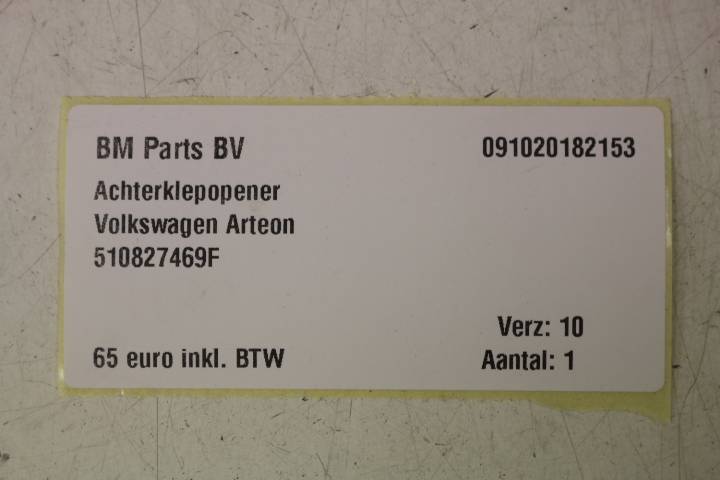 BM Parts BV 091020182153
Achterklepopener
Volkswagen Arteon
510827469F
Verz: 10
65 euro inkl. BTW Aantal: 1